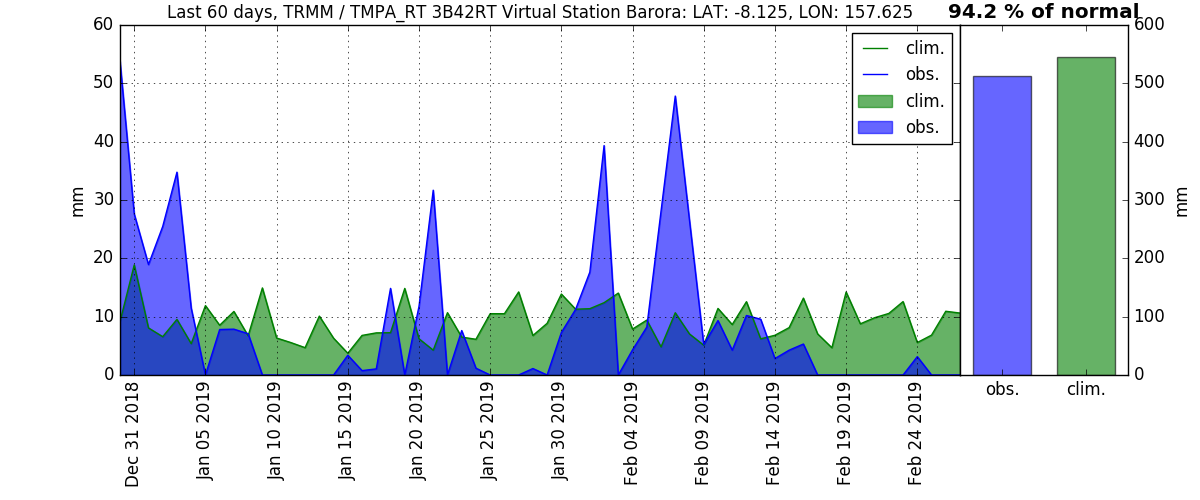 Last 60 days, TRMM / TMPA_RT 3B42RT Virtual Station Barora: LAT: -8.125, LON: 157.625
94.2 % of normal
60
50
40
30
20
10
0
mm
clim.
obs.
clim.
obs.
Dec 31 2018
Jan 05 2019
Jan 10 2019
Jan 15 2019
Jan 20 2019
Jan 25 2019
Jan 30 2019
Feb 04 2019
Feb 09 2019
Feb 14 2019
Feb 19 2019
Feb 24 2019
600
500
400
300
200
100
0
mm
obs.
clim.